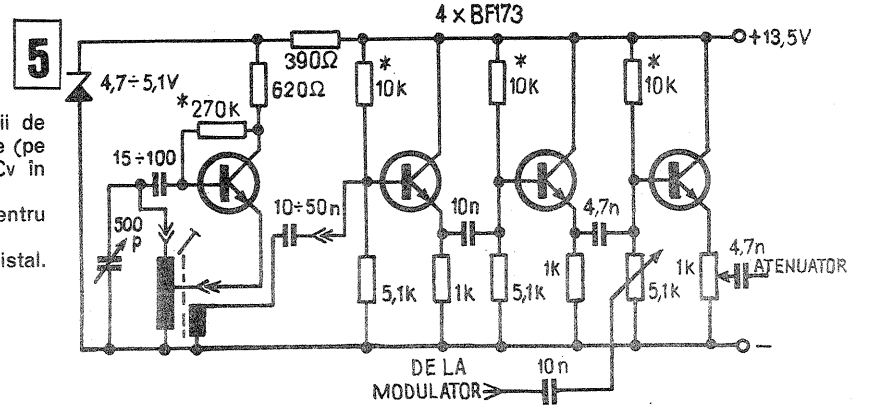 4 x BF173
5
+13,5V
390Ω
4,7÷5,1V
620Ω
* 10k
* 10k
* 10k
* 270k
ii de
e (pe
Cv în
entru
istal.
15÷100
500 p
10÷50n
10n
4,7n
4,7n
ATENUATOR
5,1k
1k
5,1k
1k
5,1k
1k
−
DE LA
MODULATOR
10n